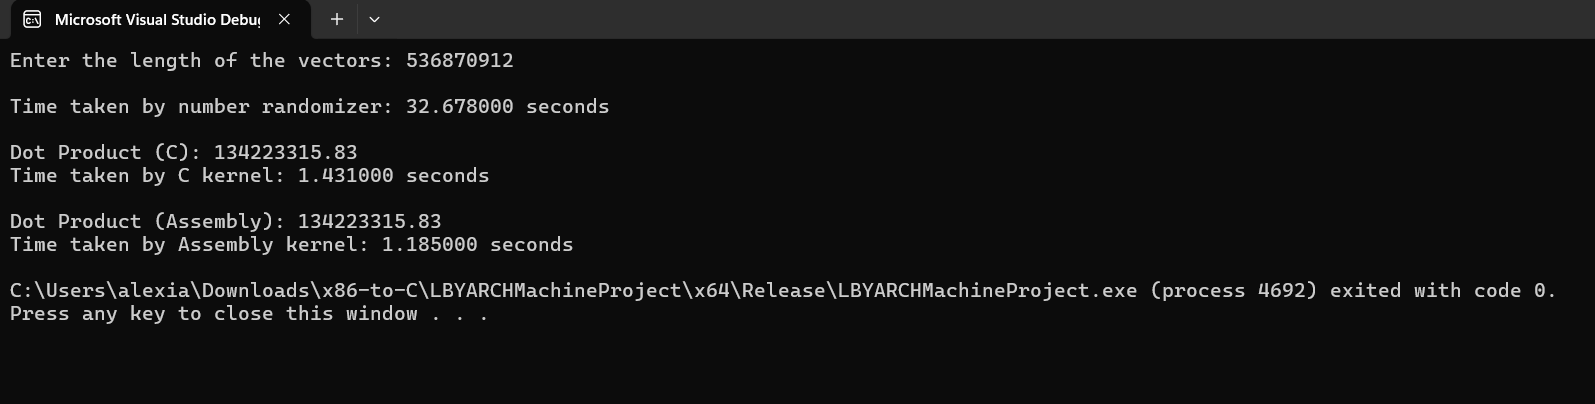 Microsoft Visual Studio Debug
Enter the length of the vectors: 536870912
Time taken by number randomizer: 32.678000 seconds
Dot Product (C): 134223315.83
Time taken by C kernel: 1.431000 seconds
Dot Product (Assembly): 134223315.83
Time taken by Assembly kernel: 1.185000 seconds
C:\Users\alexia\Downloads\x86-to-C\LBYARCHMachineProject\x64\Release\LBYARCHMachineProject.exe (process 4692) exited with code 0.
Press any key to close this window . . .